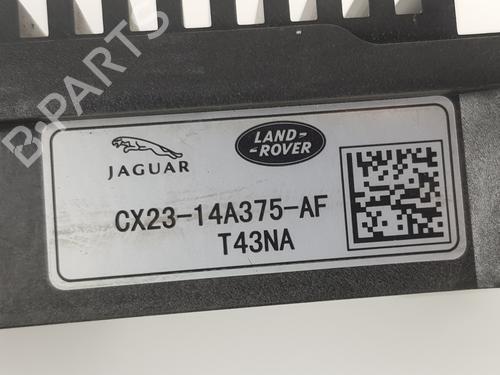 JAGUAR
LAND-
-ROVER
CX23-14A375-AF
T43NA
B-PARTS